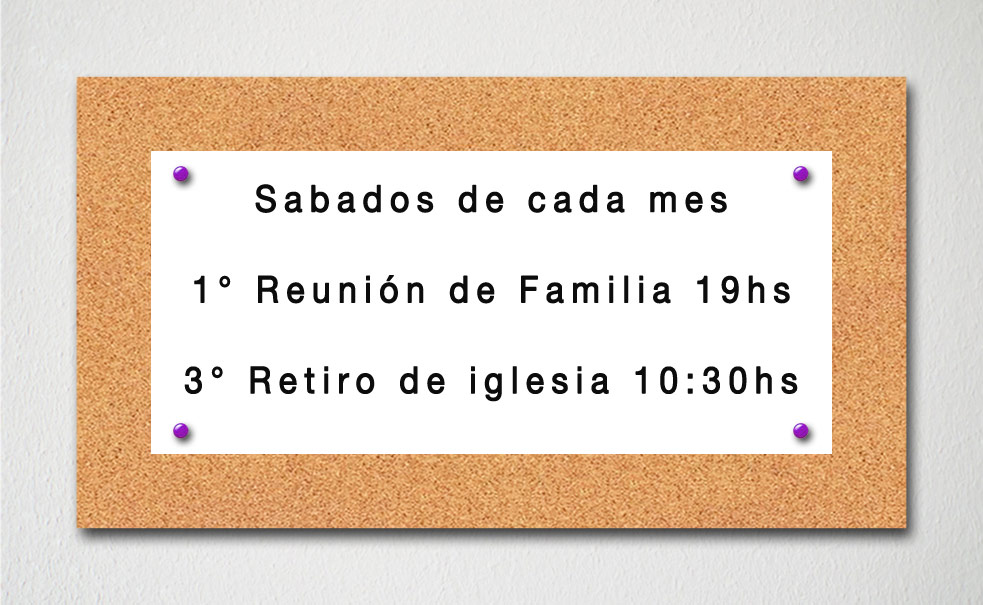 Sabados de cada mes
1° Reunión de Familia 19hs
3° Retiro de iglesia 10:30hs